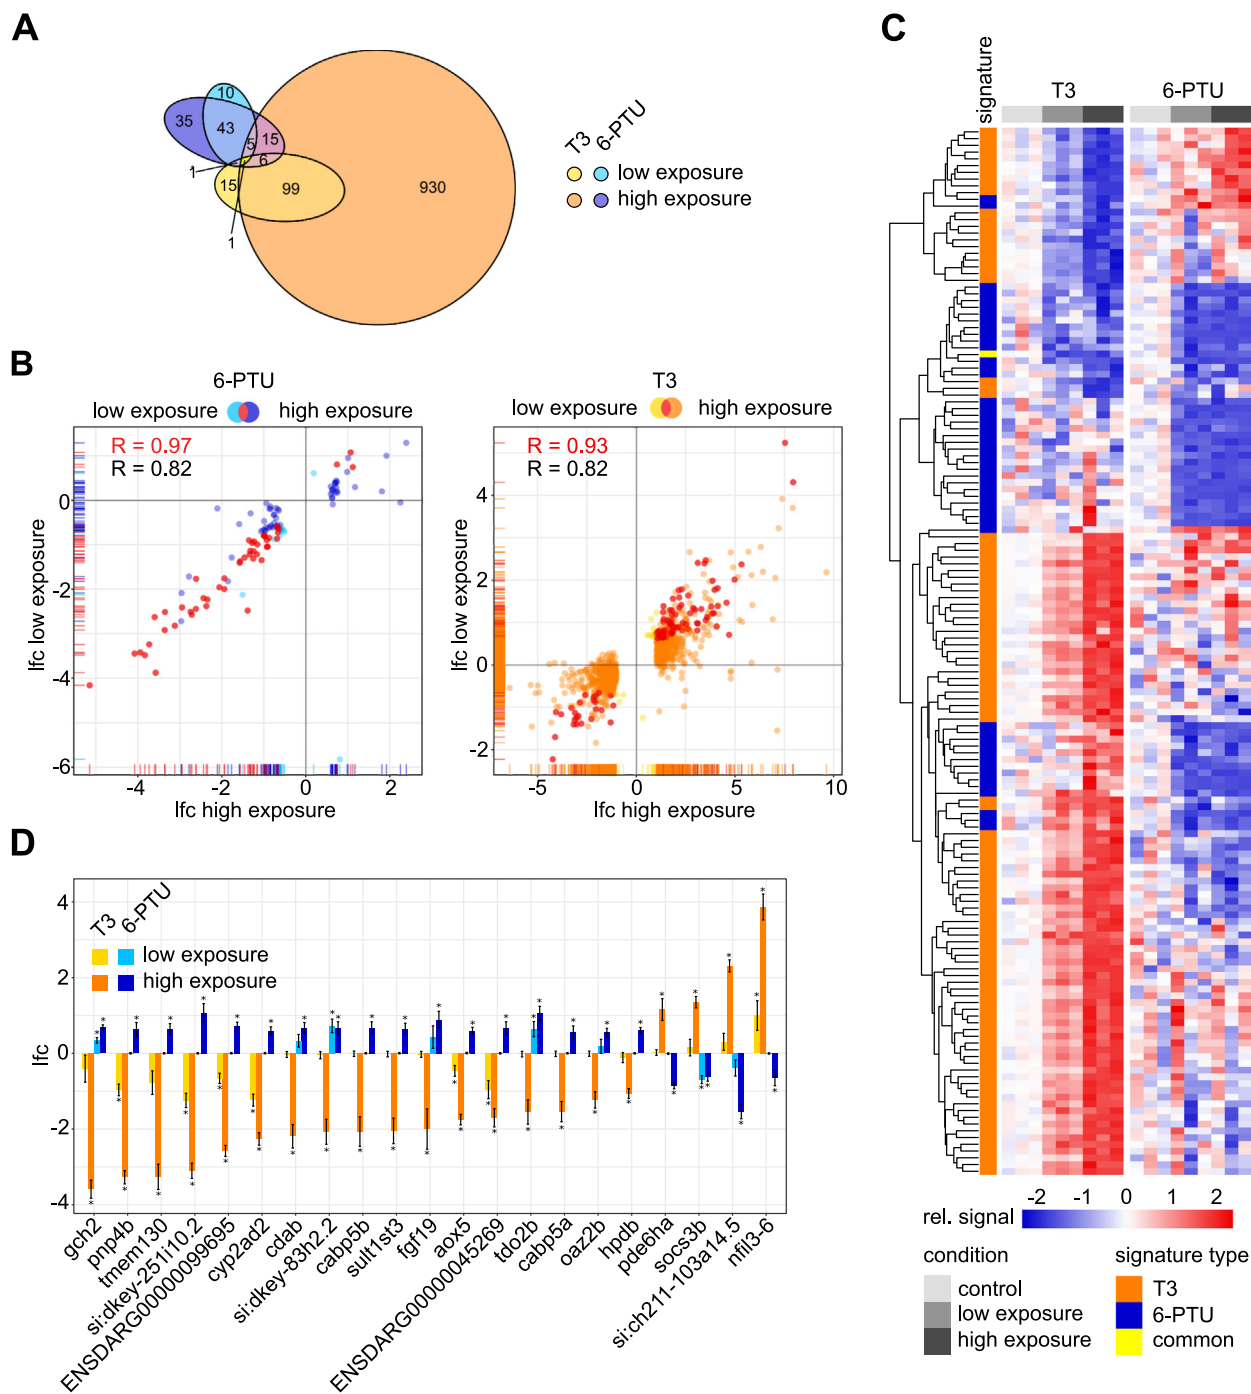 A
10
35
43
5
15
6
1
15
99
930
1
T3
6-PTU
low exposure
high exposure
B
6-PTU
low exposure
high exposure
R = 0.97
R = 0.82
0
-2
-4
-6
-4
-2
0
2
lfc low exposure
lfc high exposure
T3
low exposure
high exposure
R = 0.93
R = 0.82
4
2
0
-2
-5
0
5
10
lfc low exposure
lfc high exposure
C
signature
T3
6-PTU
-2
-1
0
1
2
rel. signal
condition
control
low exposure
high exposure
signature type
T3
6-PTU
common
D
T3
6-PTU
low exposure
high exposure
lfc
4
2
0
-2
-4
gch2
pnp4b
tmem130
si:dkey-251i10.2
ENSDARG00000099695
cyp2ad2
cdab
si:dkey-83h2.2
cabp5b
sult1st3
fgf19
aox5
ENSDARG00000045269
tdo2b
cabp5a
oaz2b
hpdb
pde6ha
socs3b
si:ch211-103a14.5
nfil3-6